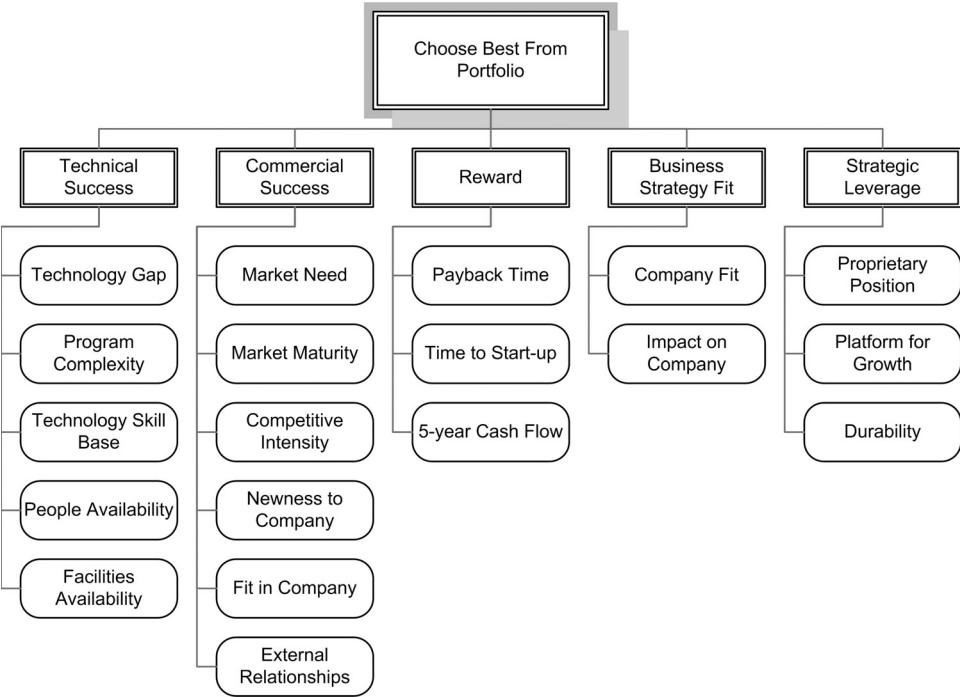 Choose Best From
Portfolio
Technical
Success
Commercial
Success
Reward
Business
Strategy Fit
Strategic
Leverage
Technology Gap
Program
Complexity
Technology Skill
Base
People Availability
Facilities
Availability
Market Need
Market Maturity
Competitive
Intensity
Newness to
Company
Fit in Company
External
Relationships
Payback Time
Time to Start-up
5-year Cash Flow
Company Fit
Impact on
Company
Proprietary
Position
Platform for
Growth
Durability